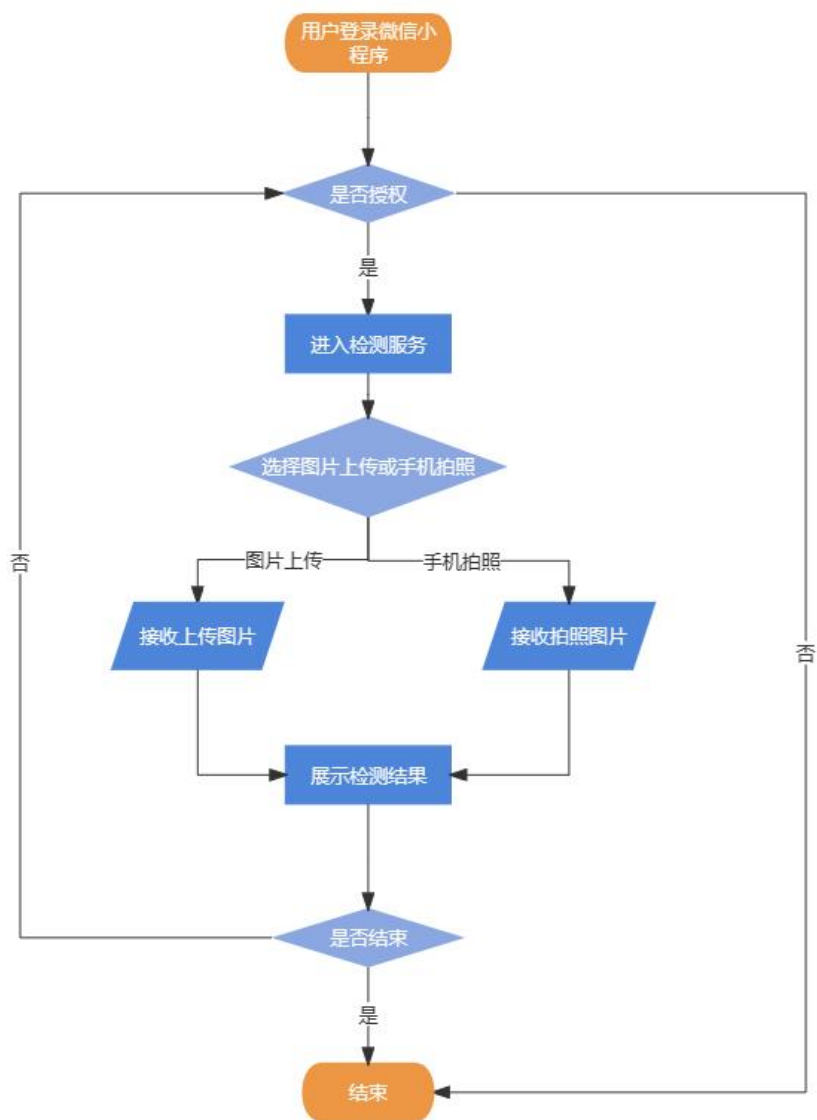 用户登录微信小
程序
是否授权
是
进入检测服务
选择图片上传或手机拍照
否
图片上传
手机拍照
接收上传图片
接收拍照图片
否
展示检测结果
是否结束
是
结束